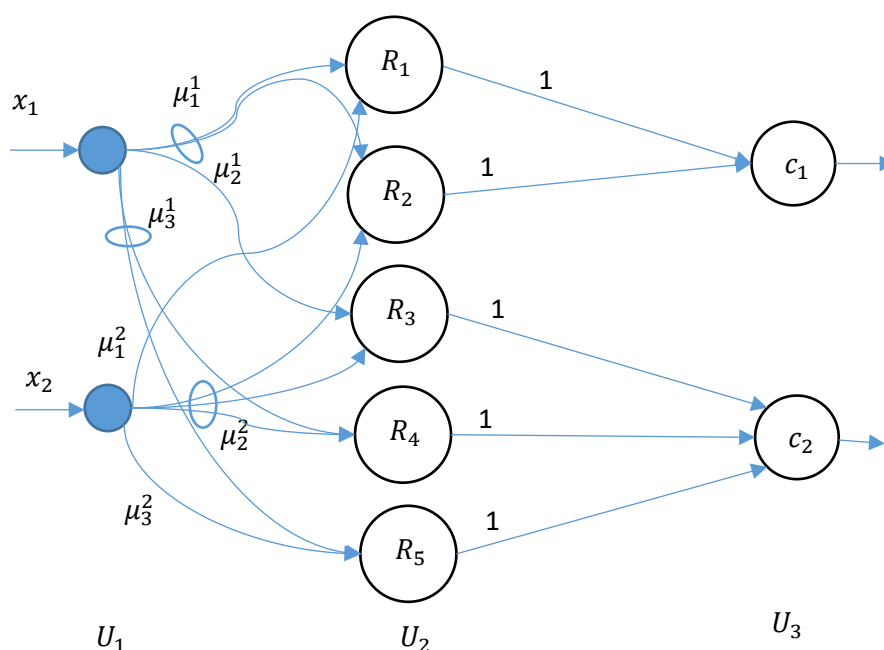 R₁
1
μ₁¹
x₁
c₁
μ₂¹
1
R₂
μ₃¹
R₃
1
μ₁²
x₂
μ₂²
R₄
1
c₂
μ₃²
1
R₅
U₁
U₂
U₃